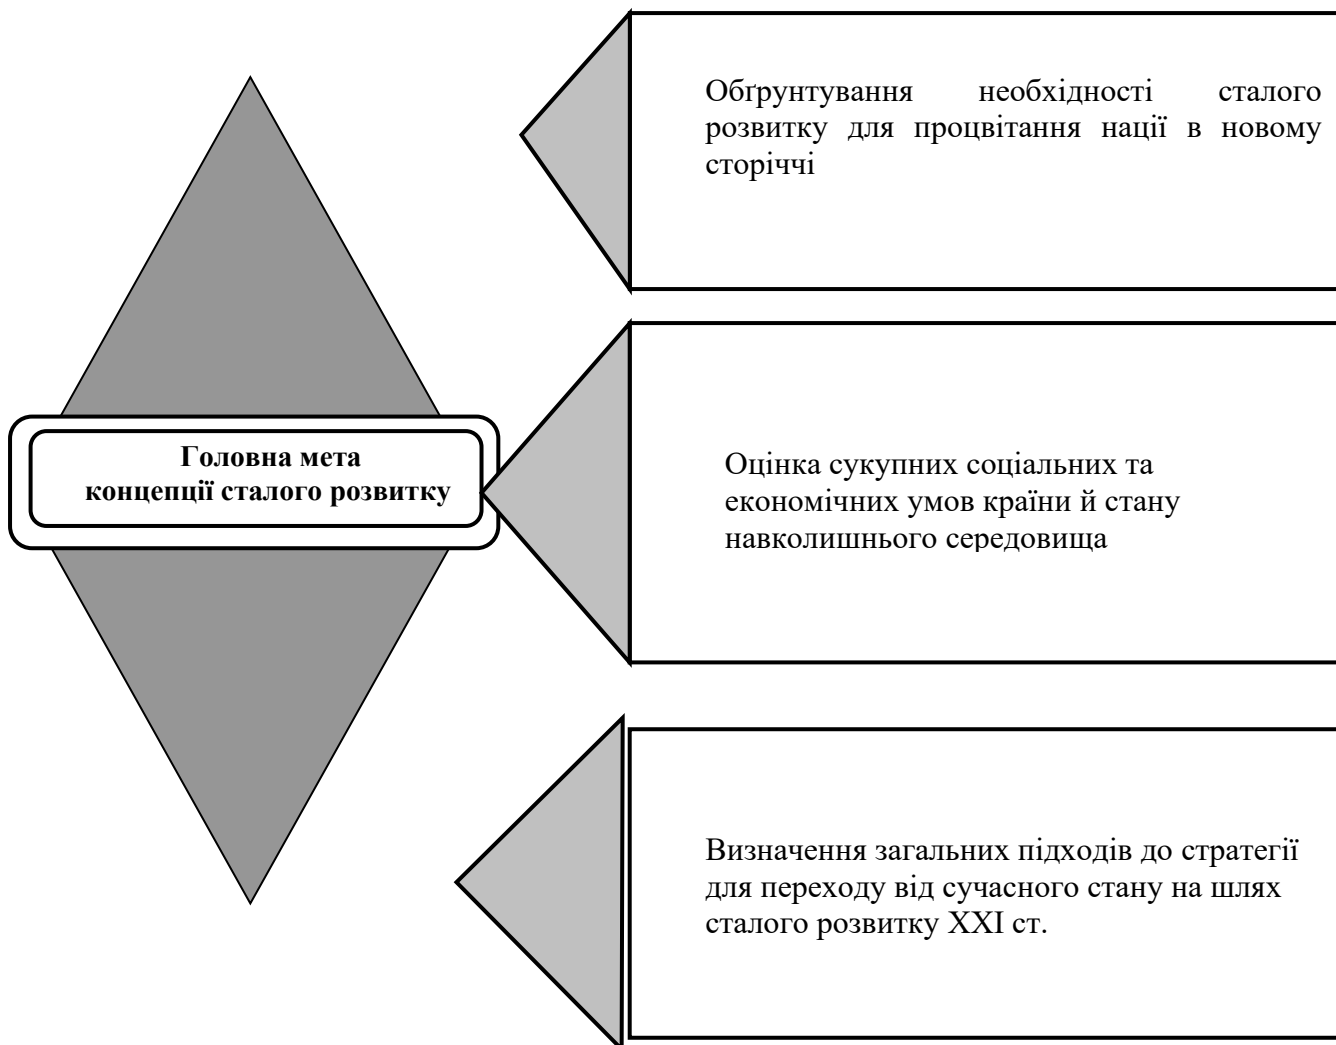 Обґрунтування необхідності сталого
розвитку для процвітання нації в новому
сторіччі
Головна мета
концепції сталого розвитку
Оцінка сукупних соціальних та
економічних умов країни й стану
навколишнього середовища
Визначення загальних підходів до стратегії
для переходу від сучасного стану на шлях
сталого розвитку ХХІ ст.